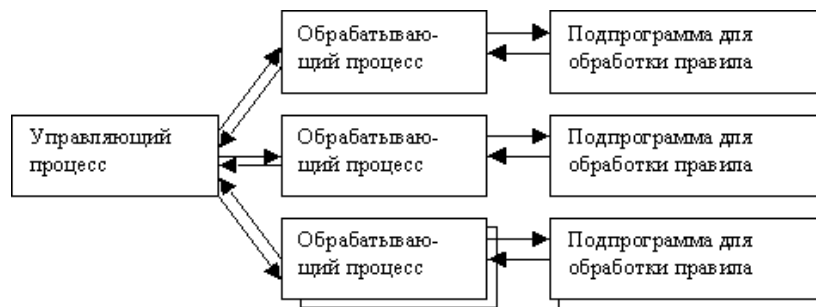 Обрабатываю-
щий процесс
Подпрограмма для
обработки правила
Управляющий
процесс
Обрабатываю-
щий процесс
Подпрограмма для
обработки правила
Обрабатываю-
щий процесс
Подпрограмма для
обработки правила